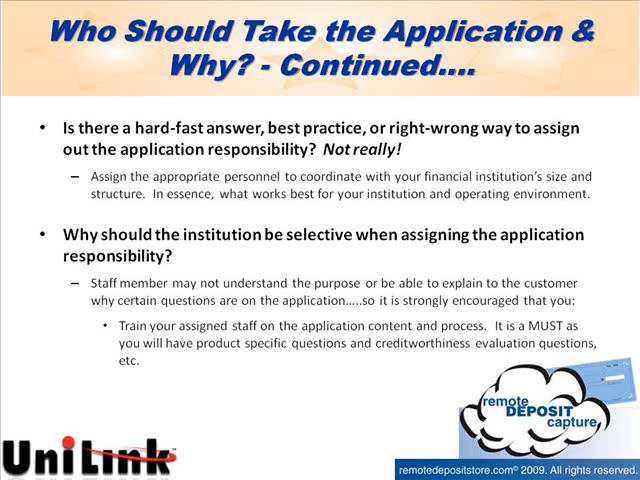 Who Should Take the Application &
Why? - Continued....
• Is there a hard-fast answer, best practice, or right-wrong way to assign
out the application responsibility? Not really!
– Assign the appropriate personnel to coordinate with your financial institution's size and
structure. In essence, what works best for your institution and operating environment.
• Why should the institution be selective when assigning the application
responsibility?
– Staff member may not understand the purpose or be able to explain to the customer
why certain questions are on the application.....so it is strongly encouraged that you:
• Train your assigned staff on the application content and process. It is a MUST as
you will have product specific questions and creditworthiness evaluation questions,
etc.
remote
DEPOSIT
capture
UniLink
remotedepositstore.com© 2009. All rights reserved.